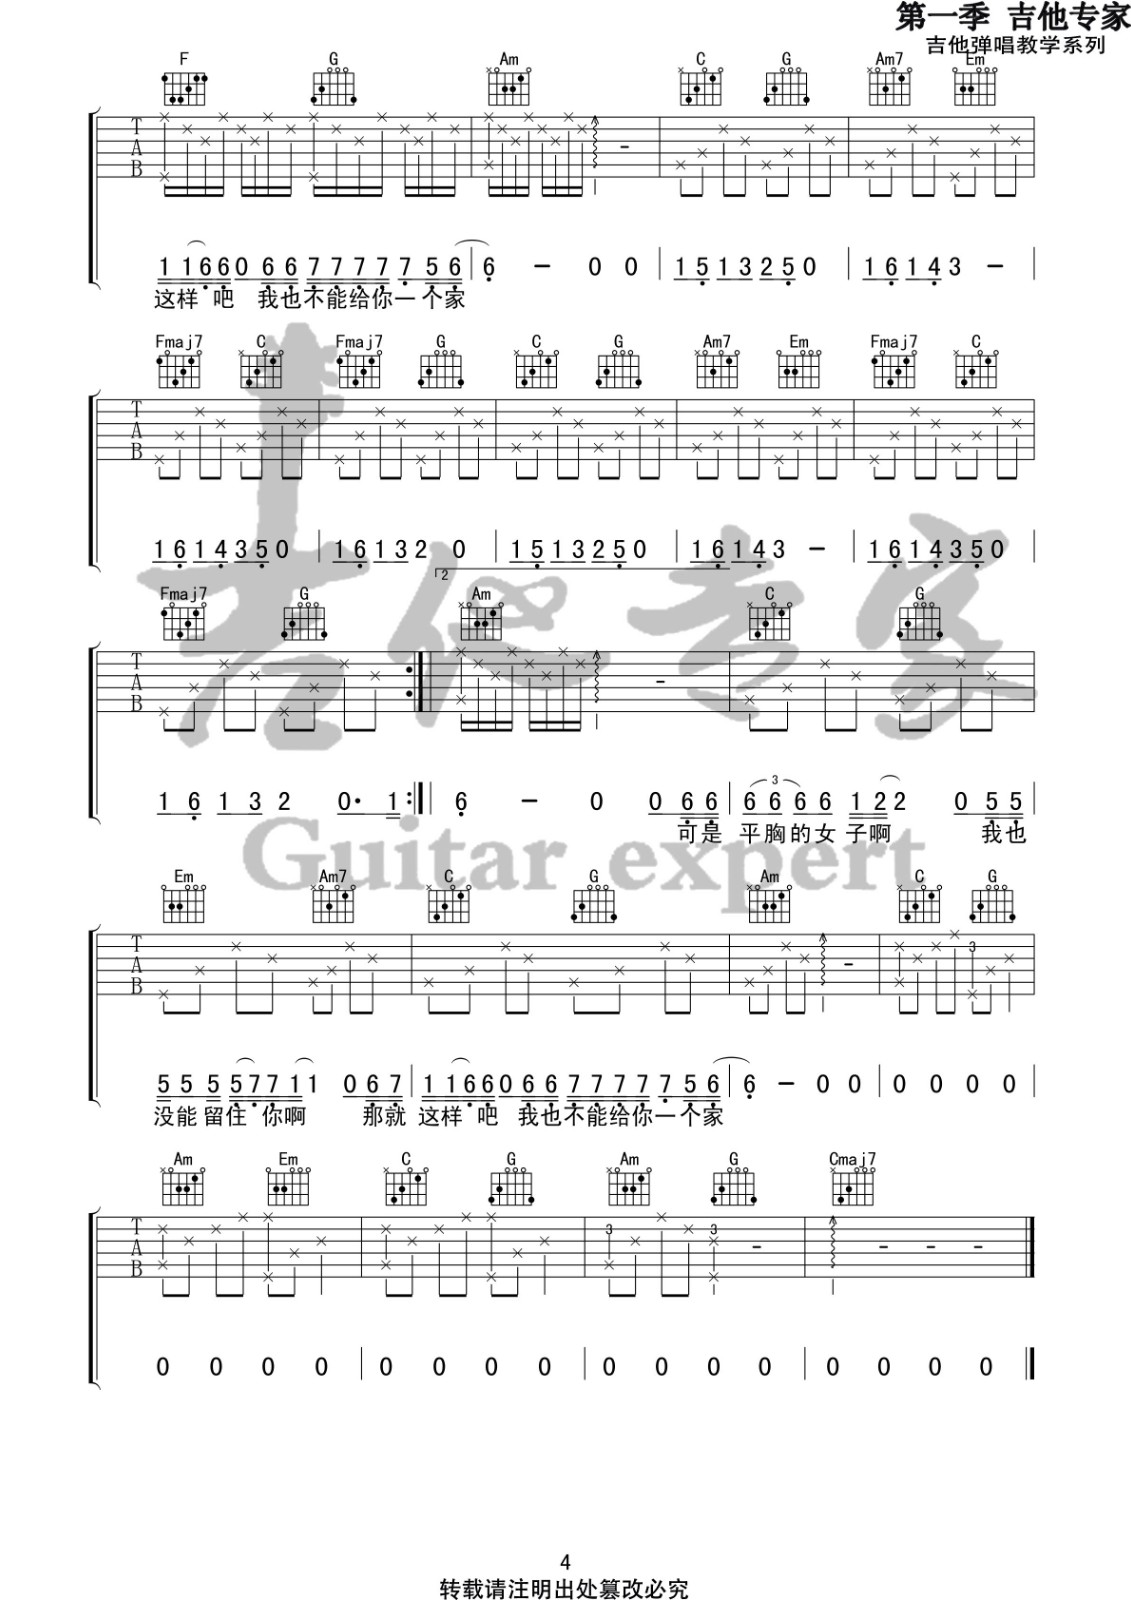 第一季 吉他专家
吉他弹唱教学系列
F G Am C G Am7 Em
T
A
B
1 1 6 6 0 6 6 7 7 7 7 7 5 6 6 - 0 0 1 5 1 3 2 5 0 1 6 1 4 3 -
这样 吧 我也不能给你一个家
Fmaj7 C Fmaj7 G C G Am7 Em Fmaj7 C
T
A
B
1 6 1 4 3 5 0 1 6 1 3 2 0 1 5 1 3 2 5 0 1 6 1 4 3 - 1 6 1 4 3 5 0
吉他专家
2
Fmaj7 G Am C G
T
A
B
1 6 1 3 2 0· 1 6 - 0 0 6 6 6 6 6 6 1 2 2 0 5 5
3
可是 平胸的女 子啊 我也
Guitar expert
Em Am7 C G Am C G
T
A
B
3
5 5 5 5 7 7 1 1 0 6 7 1 1 6 6 0 6 6 7 7 7 7 7 5 6 6 - 0 0 0 0 0 0
没能 留住 你啊 那就 这样 吧 我也不能给你一个家
Am Em C G Am G Cmaj7
T
A
B
3 3
0 0 0 0 0 0 0 0 0 0 0 0 0 0 0 0
4
转载请注明出处篡改必究